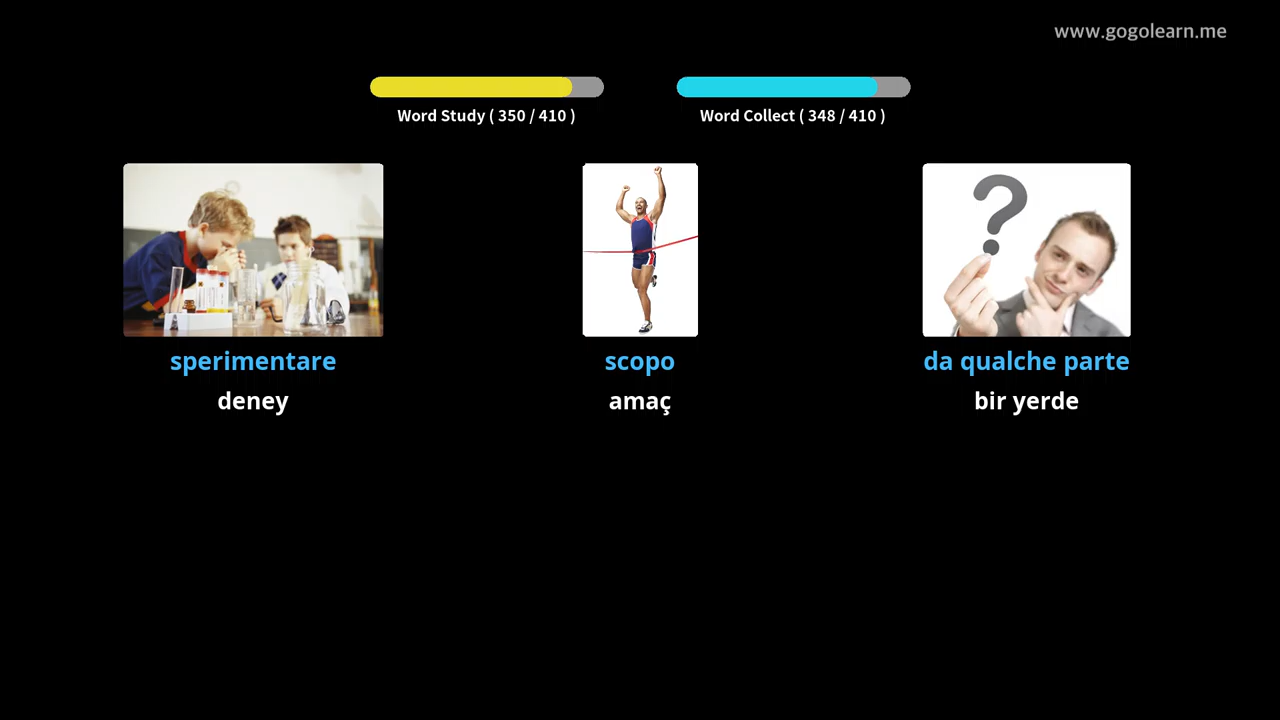 www.gogolearn.me
Word Study ( 350 / 410 )
Word Collect ( 348 / 410 )
sperimentare
deney
scopo
amaç
da qualche parte
bir yerde